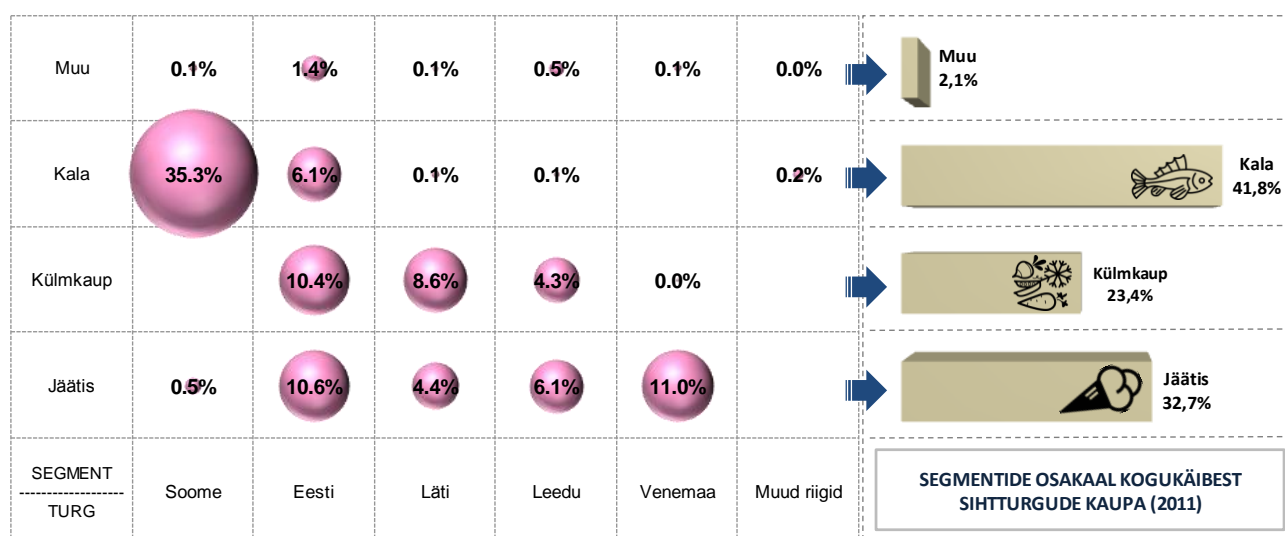 Muu 0.1% 1.4% 0.1% 0.5% 0.1% 0.0%
Muu
2,1%
Kala 35.3% 6.1% 0.1% 0.1% 0.2%
Kala
41,8%
Külmkaup 10.4% 8.6% 4.3% 0.0%
Külmkaup
23,4%
Jäätis 0.5% 10.6% 4.4% 6.1% 11.0%
Jäätis
32,7%
SEGMENT
--------------------
TURG
Soome Eesti Läti Leedu Venemaa Muud riigid
SEGMENTIDE OSAKAAL KOGUKÄIBEST
SIHTTURGUDE KAUPA (2011)